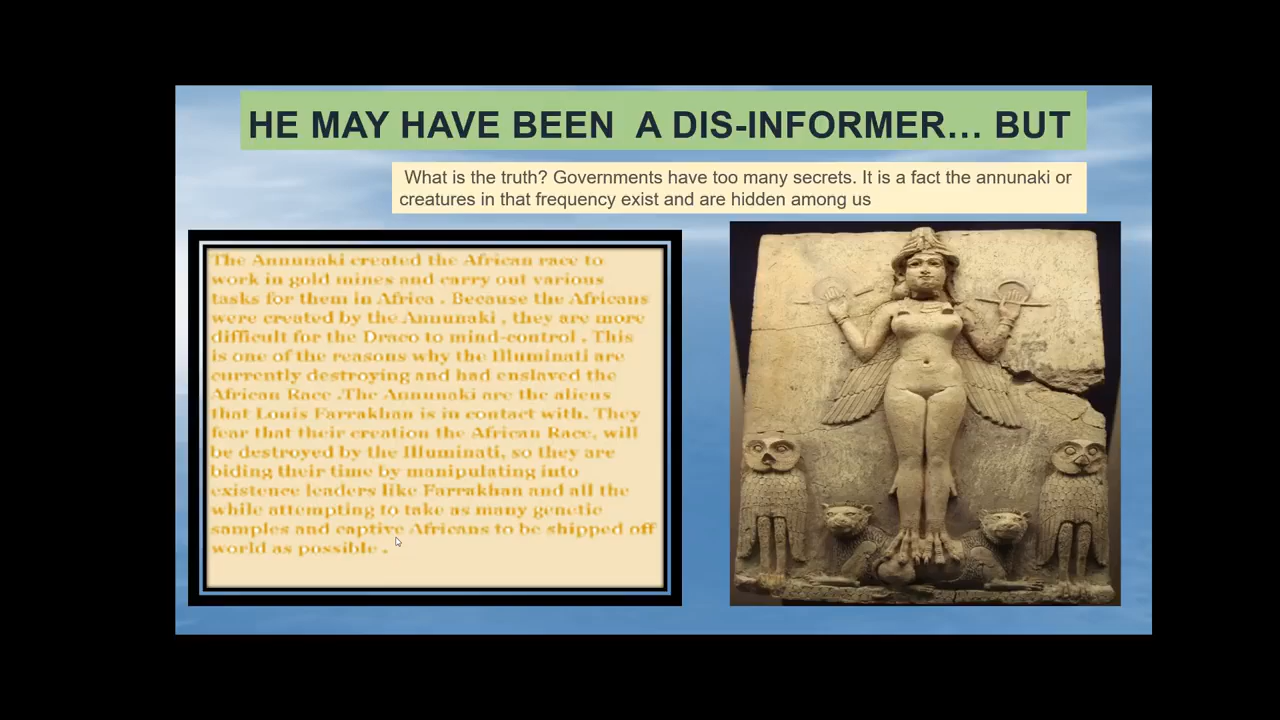 HE MAY HAVE BEEN A DIS-INFORMER... BUT
What is the truth? Governments have too many secrets. It is a fact the annunaki or
creatures in that frequency exist and are hidden among us
The Annunaki created the African race to
work in gold mines and carry out various
tasks for them in Africa . Because the Africans
were created by the Annunaki , they are more
difficult for the Draco to mind-control . This
is one of the reasons why the Illuminati are
currently destroying and had enslaved the
African Race .The Annunaki are the aliens
that Louis Farrakhan is in contact with. They
fear that their creation the African Race, will
be destroyed by the Illuminati, so they are
biding their time by manipulating into
existence leaders like Farrakhan and all the
while attempting to take as many genetic
samples and captive Africans to be shipped off
world as possible .